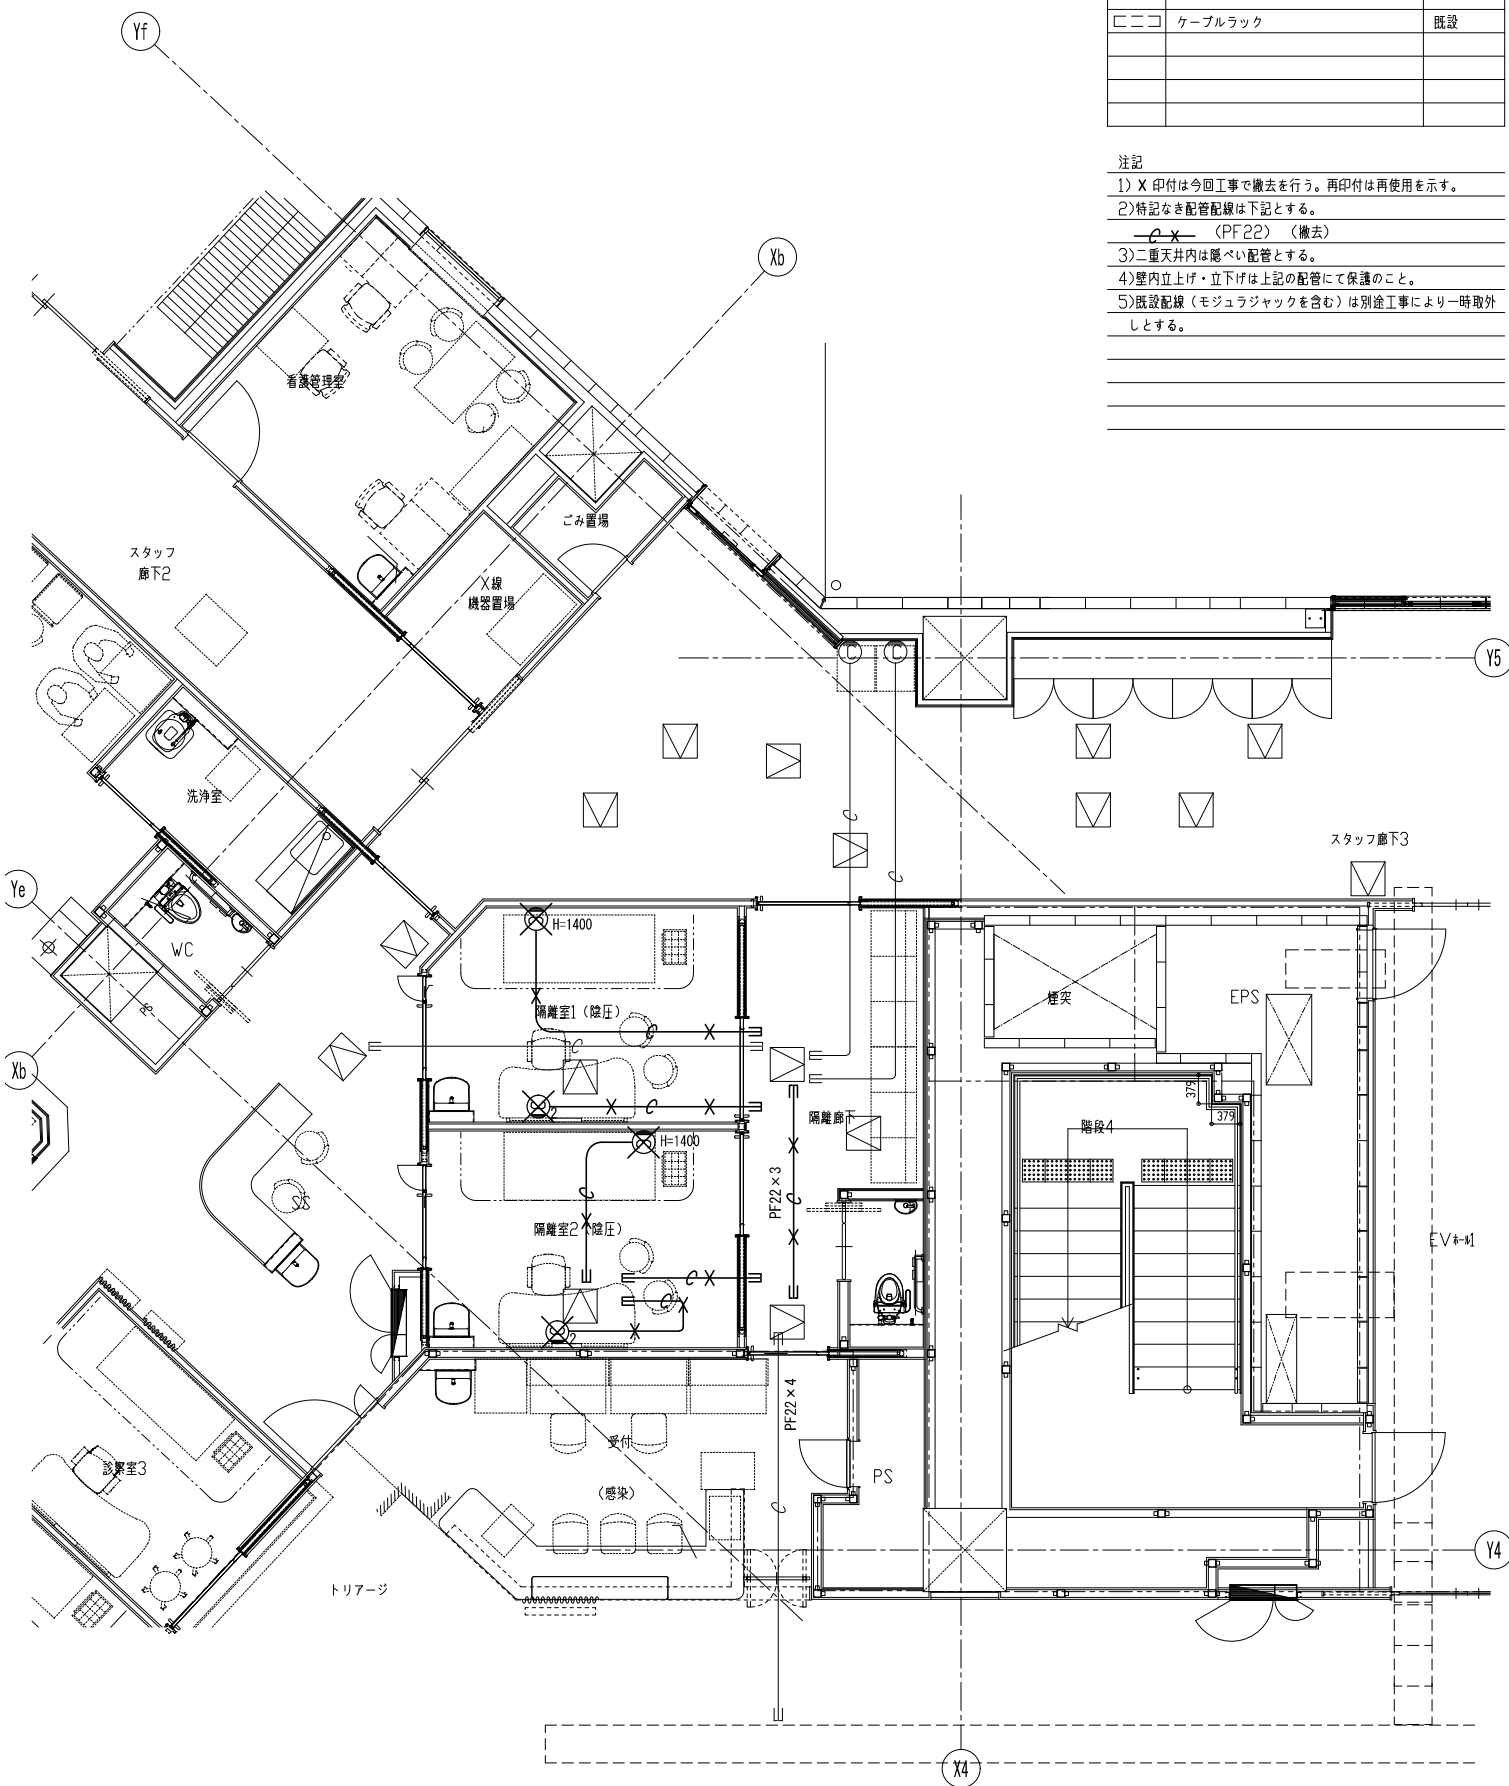 ケーブルラック 既設
注記
1) X 印付は今回工事で撤去を行う。再印付は再使用を示す。
2)特記なき配管配線は下記とする。
C X (PF22) (撤去)
3)二重天井内は隠ぺい配管とする。
4)壁内立上げ・立下げは上記の配管にて保護のこと。
5)既設配線(モジュラジャックを含む)は別途工事により一時取外
しとする。
Yf
Xb
看護管理室
ごみ置場
スタッフ
廊下2
X線
機器置場
Y5
C
C
洗浄室
C
スタッフ廊下3
C
Ye
H=1400
WC
煙突
EPS
隔離室1(陰圧)
PS
C
C
Xb
379
2
C
379
隔離廊下
階段4
H=1400
PF22×3
C
C
SS
隔離室2(陰圧)
EVホール1
C
2
PF22×4
受付
診察室3
PS
(感染)
C
Y4
トリアージ
X4